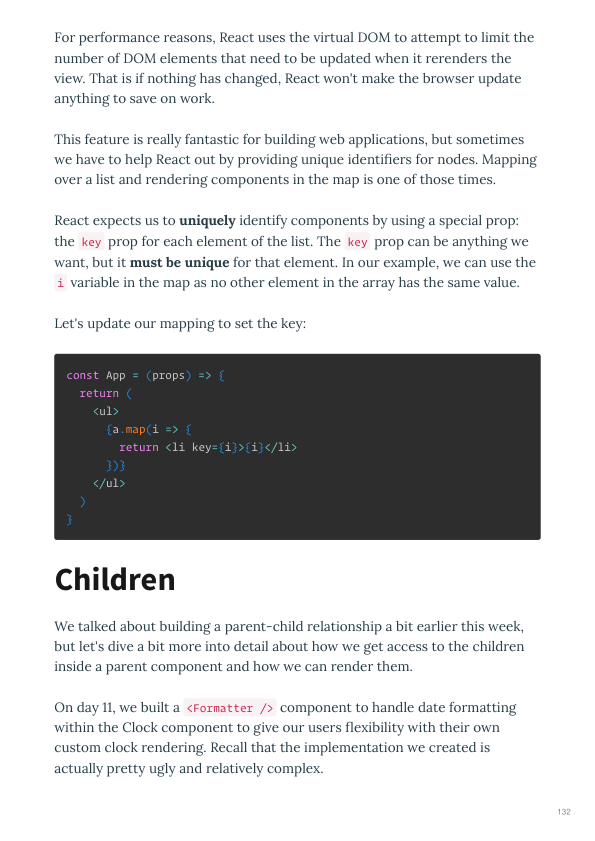 For performance reasons, React uses the virtual DOM to attempt to limit the
number of DOM elements that need to be updated when it rerenders the
view. That is if nothing has changed, React won't make the browser update
anything to save on work.
This feature is really fantastic for building web applications, but sometimes
we have to help React out by providing unique identifiers for nodes. Mapping
over a list and rendering components in the map is one of those times.
React expects us to uniquely identify components by using a special prop:
the key prop for each element of the list. The key prop can be anything we
want, but it must be unique for that element. In our example, we can use the
i variable in the map as no other element in the array has the same value.
Let's update our mapping to set the key:
const App = (props) => {
  return (
    <ul>
      {a.map(i => {
        return <li key={i}>{i}</li>
      })}
    </ul>
  )
}
Children
We talked about building a parent-child relationship a bit earlier this week,
but let's dive a bit more into detail about how we get access to the children
inside a parent component and how we can render them.
On day 11, we built a <Formatter /> component to handle date formatting
within the Clock component to give our users flexibility with their own
custom clock rendering. Recall that the implementation we created is
actually pretty ugly and relatively complex.
132